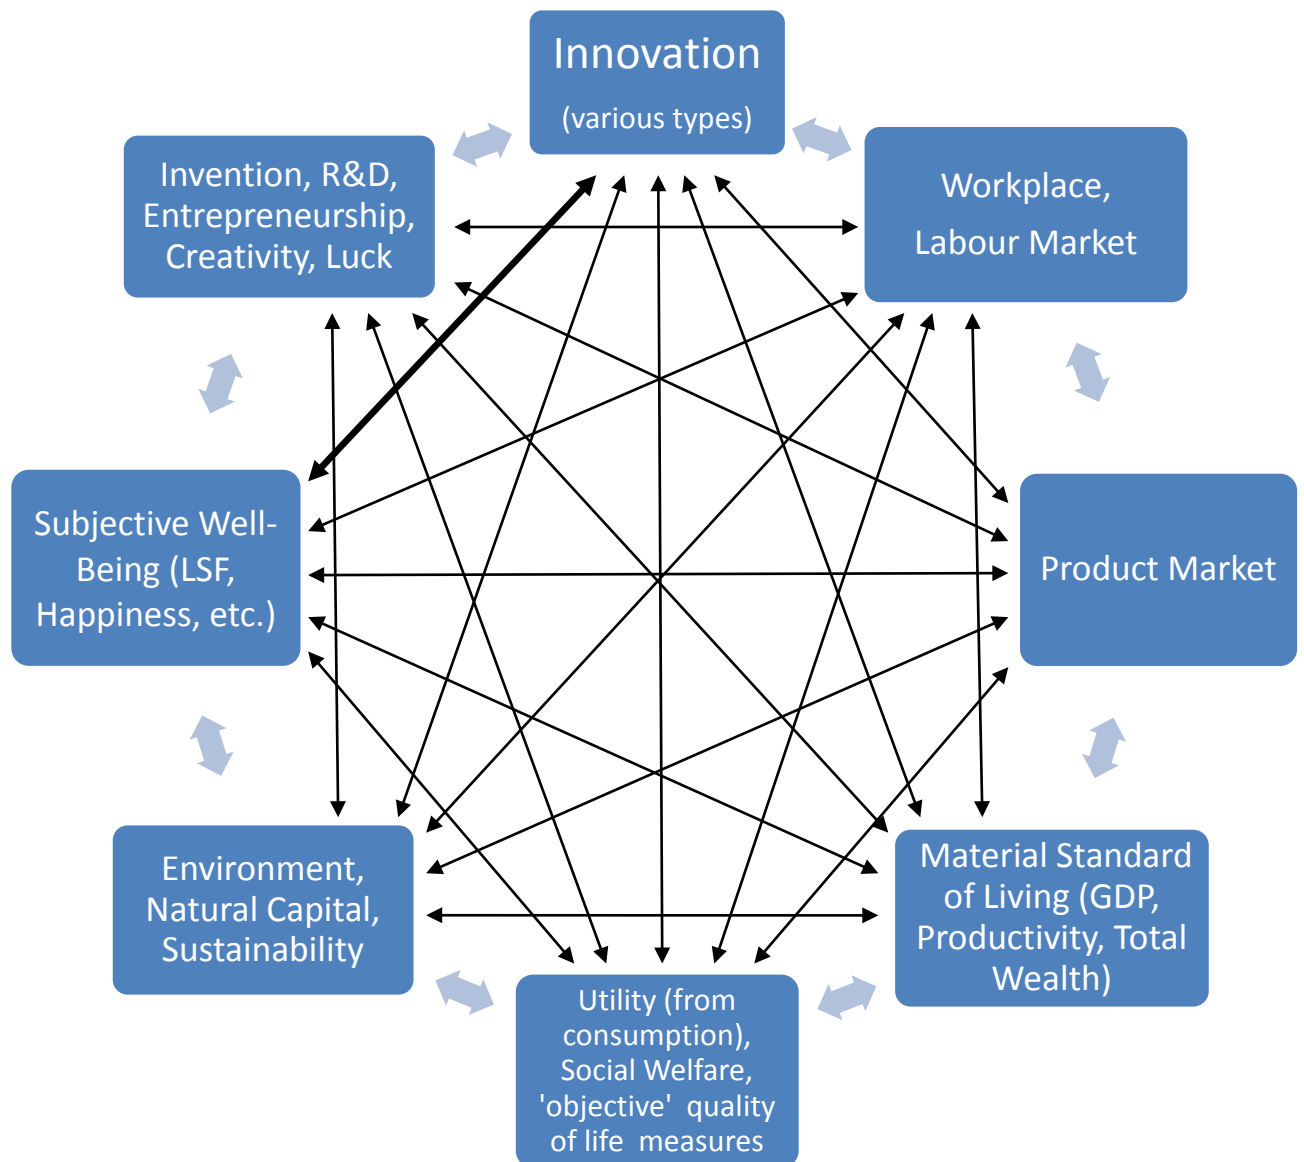 Innovation
(various types)
Invention, R&D,
Entrepreneurship,
Creativity, Luck
Workplace,
Labour Market
Subjective Well-
Being (LSF,
Happiness, etc.)
Product Market
Environment,
Natural Capital,
Sustainability
Material Standard
of Living (GDP,
Productivity, Total
Wealth)
Utility (from
consumption),
Social Welfare,
'objective' quality
of life measures